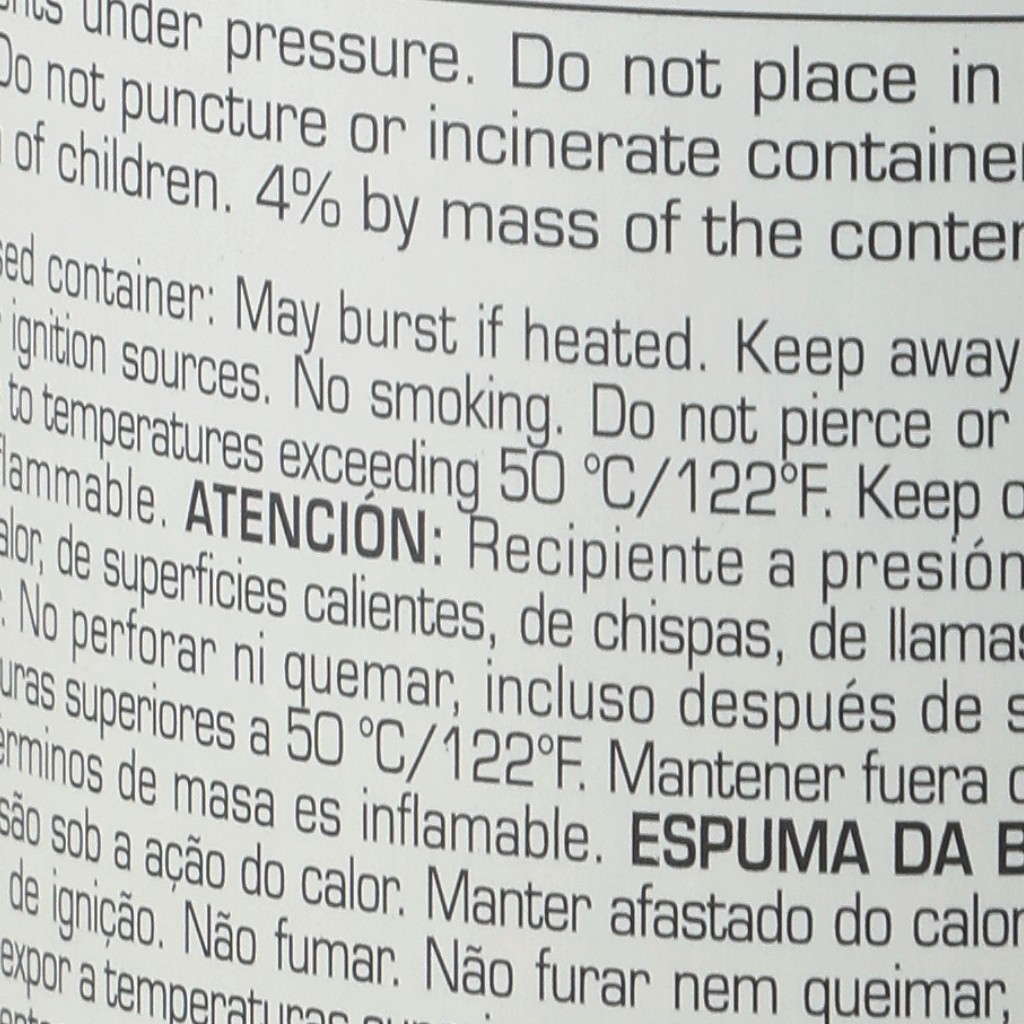 under pressure. Do not place in
Do not puncture or incinerate
of children. 4% by mass of the
container: May burst if heated. Keep away
ignition sources. No smoking. Do not pierce or
to temperatures exceeding 50 °C/122°F. Keep
ATENCIÓN: Recipiente a presión
de superficies calientes, de chispas, de
No perforar ni quemar, incluso después de
superiores a 50 °C/122°F. Mantener fuera
de masa es inflamable. ESPUMA DA
sob a ação do calor. Manter afastado do calor
de ignição. Não fumar. Não furar nem queimar,
expor a temperaturas